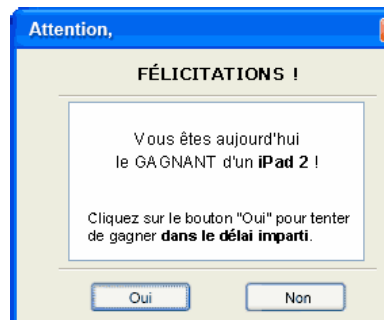 Attention,
FÉLICITATIONS !
Vous êtes aujourd'hui
le GAGNANT d'un iPad 2 !
Cliquez sur le bouton "Oui" pour tenter
de gagner dans le délai imparti.
Oui
Non